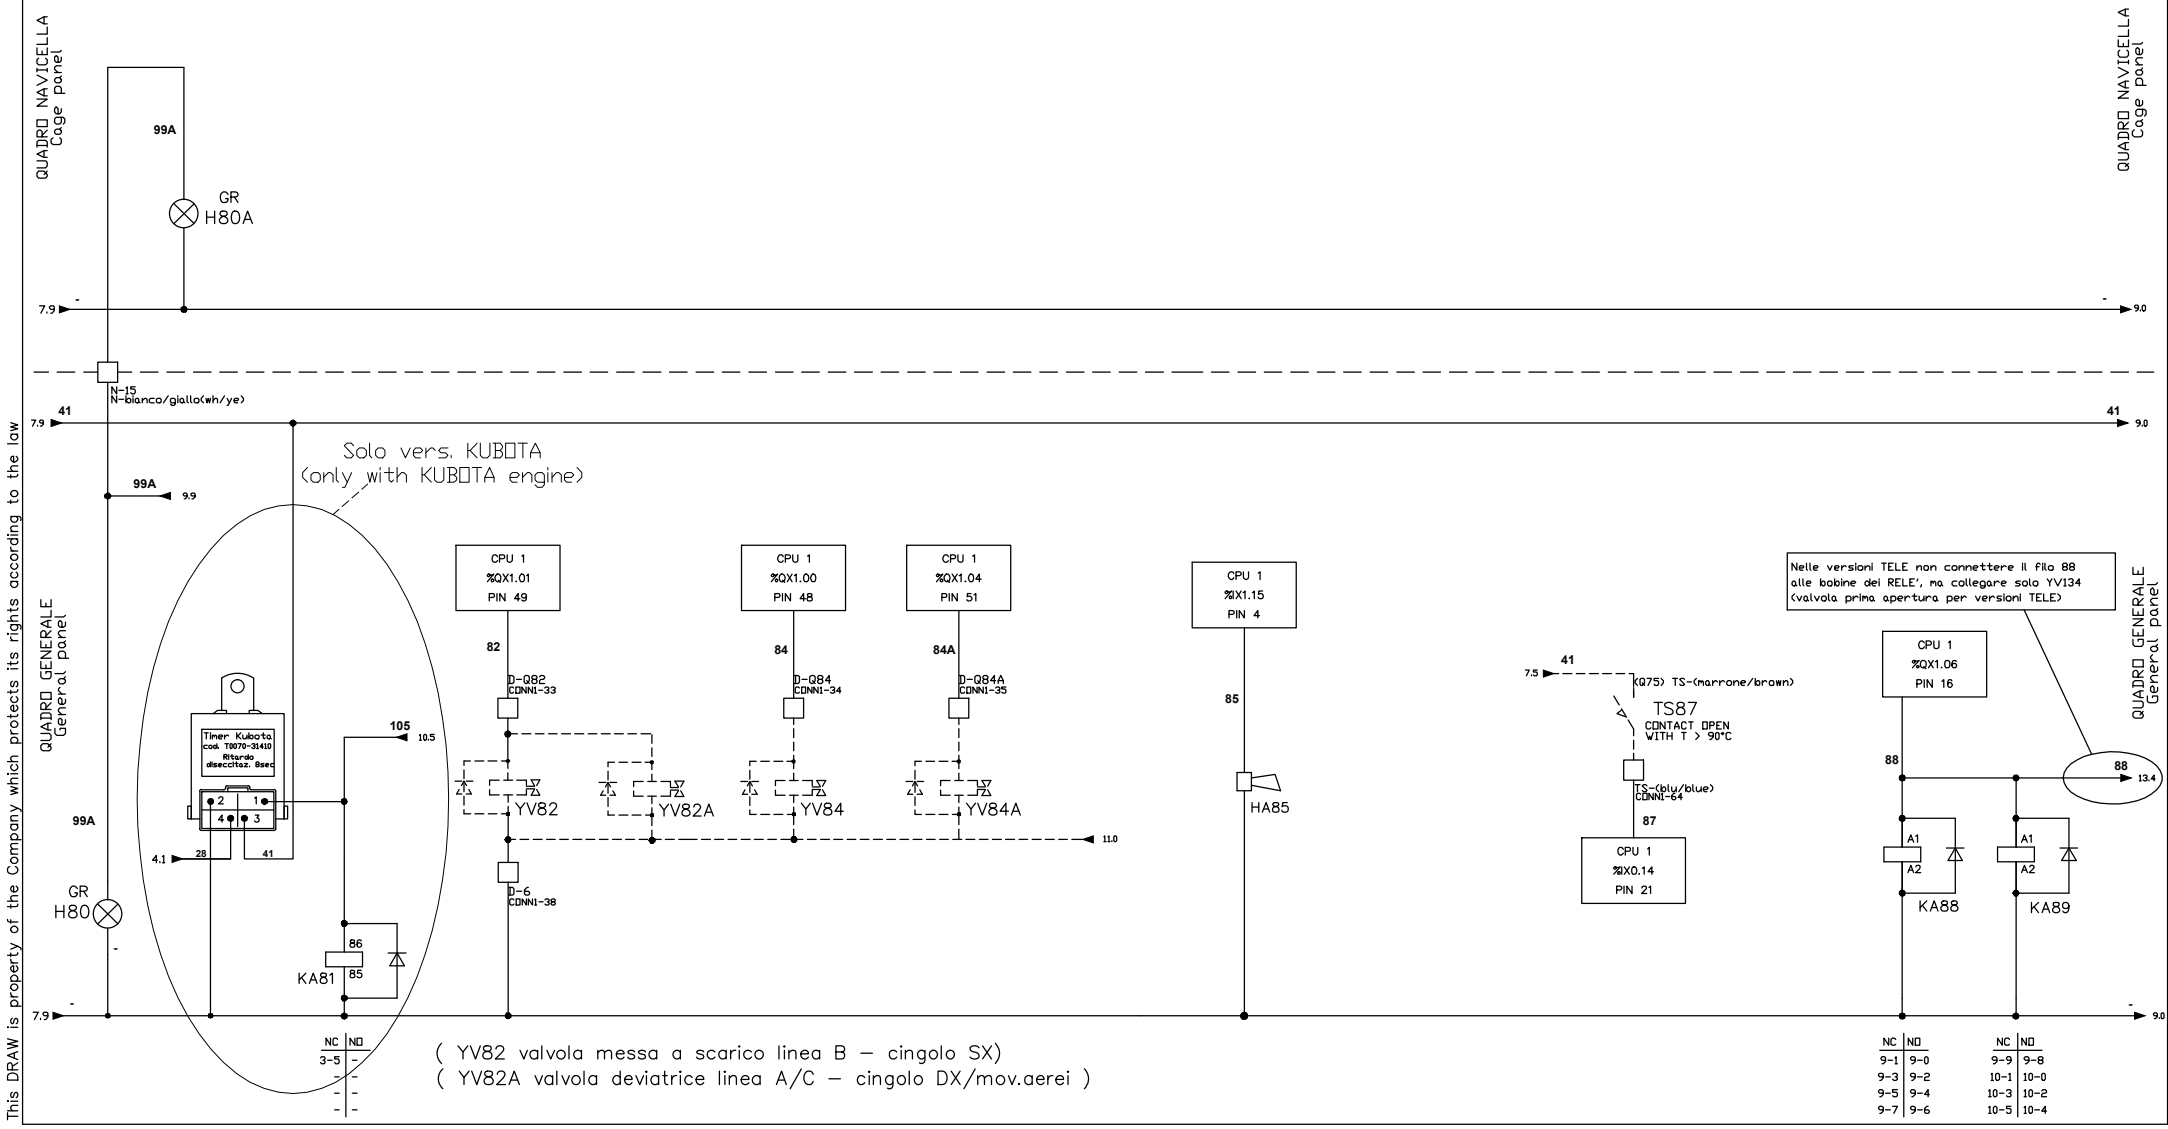 QUADRO NAVICELLA
Cage panel
QUADRO NAVICELLA
Cage panel
99A
GR
H80A
7.9
-
-
9.0
N-15
N-bianco/giallo(wh/ye)
7.9
41
41
9.0
Solo vers. KUBOTA
(only with KUBOTA engine)
99A
9.9
This DRAW is property of the Company which protects its rights according to the law
QUADRO GENERALE
General panel
QUADRO GENERALE
General panel
CPU 1
%QX1.01
PIN 49
CPU 1
%QX1.00
PIN 48
CPU 1
%QX1.04
PIN 51
CPU 1
%IX1.15
PIN 4
Nelle versioni TELE non connettere il filo 88
alle bobine dei RELE', ma collegare solo YV134
(valvola prima apertura per versioni TELE)
82
D-Q82
CONN1-33
84
D-Q84
CONN1-34
84A
D-Q84A
CONN1-35
85
7.5
41
(Q75) TS-(marrone/brown)
TS87
CONTACT OPEN
WITH T > 90°C
CPU 1
%QX1.06
PIN 16
Timer Kubota
cod. T0070-31410
Ritardo
diseccitaz. 8sec
105
10.5
2
1
4
3
4.1
28
41
YV82
YV82A
YV84
YV84A
11.0
HA85
TS-(blu/blue)
CONN1-64
87
CPU 1
%IX0.14
PIN 21
88
88
13.4
A1
A2
KA88
A1
A2
KA89
99A
GR
H80
-
D-6
CONN1-38
86
85
KA81
7.9
-
-
9.0
NC NO
3-5 -
- -
- -
- -
( YV82 valvola messa a scarico linea B - cingolo SX)
( YV82A valvola deviatrice linea A/C - cingolo DX/mov.aerei )
NC NO
9-1 9-0
9-3 9-2
9-5 9-4
9-7 9-6
NC NO
9-9 9-8
10-1 10-0
10-3 10-2
10-5 10-4